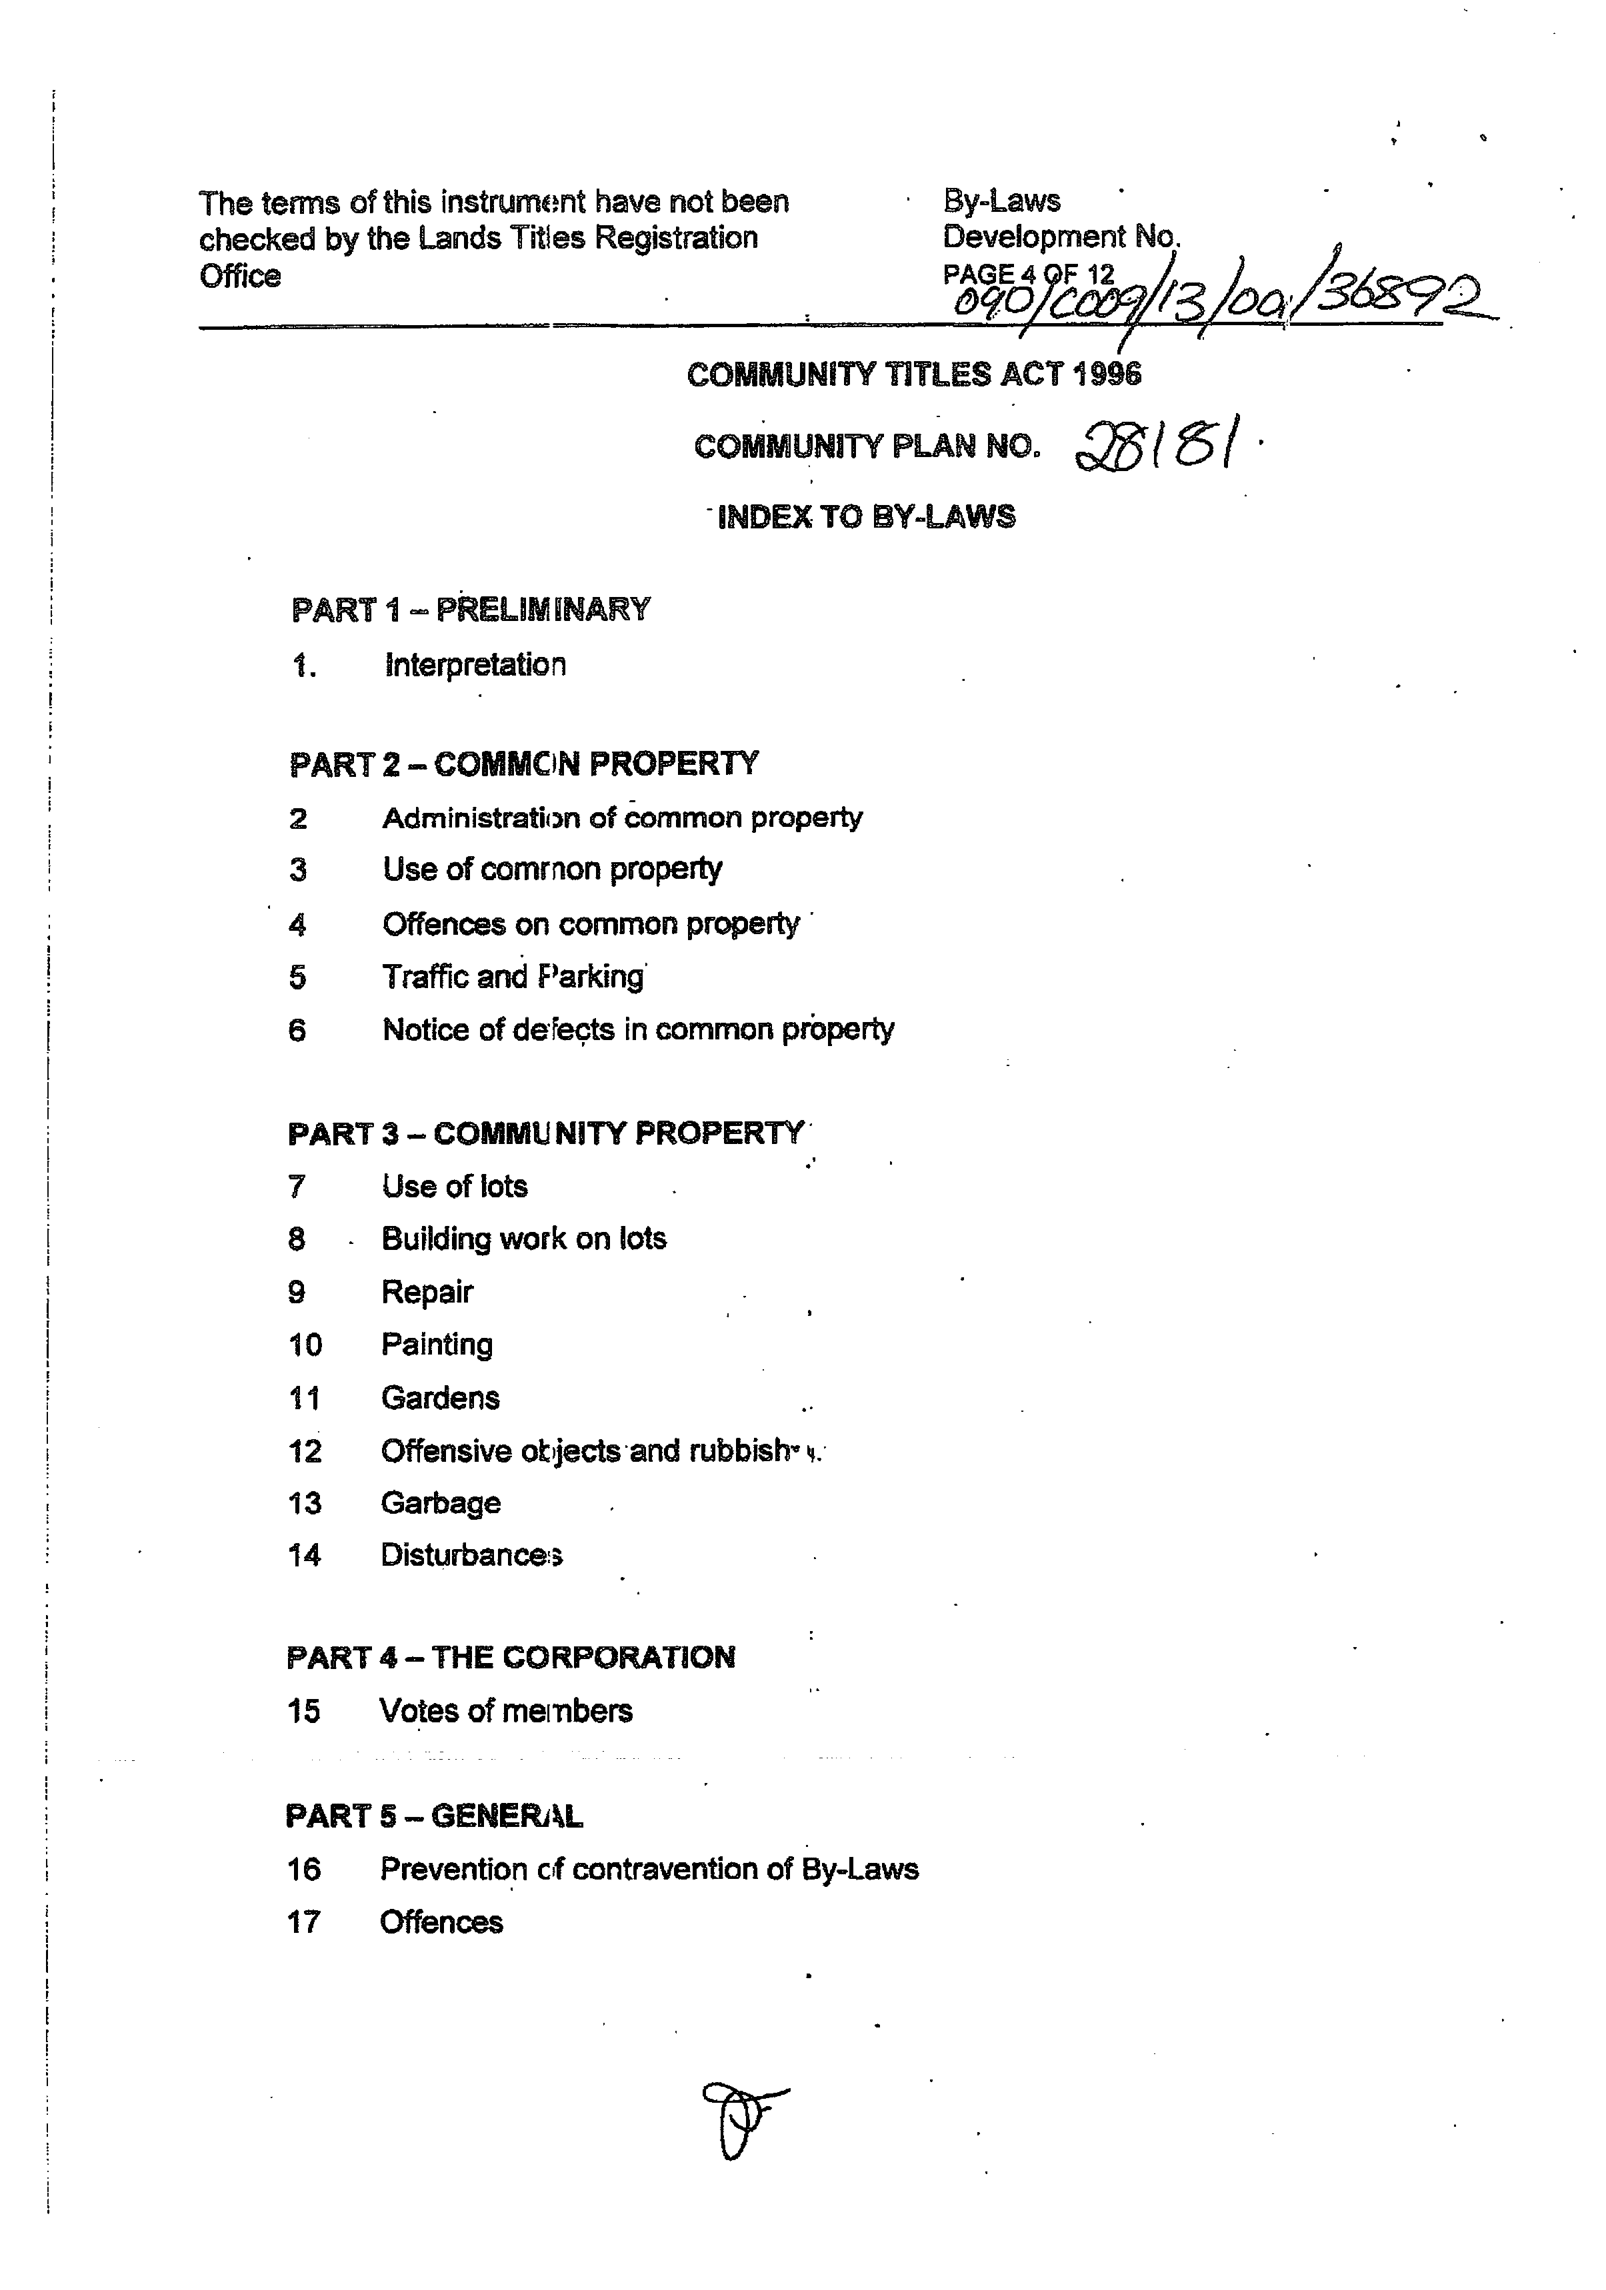 The terms of this instrument have not been
checked by the Lands Titles Registration
Office
By-Laws
Development No.
PAGE 4 OF 12
090/C009/13/001/36892
COMMUNITY TITLES ACT 1996
COMMUNITY PLAN NO. 28181
INDEX TO BY-LAWS
PART 1 – PRELIMINARY
1. Interpretation
PART 2 – COMMON PROPERTY
2 Administration of common property
3 Use of common property
4 Offences on common property
5 Traffic and Parking
6 Notice of defects in common property
PART 3 – COMMUNITY PROPERTY
7 Use of lots
8 Building work on lots
9 Repair
10 Painting
11 Gardens
12 Offensive objects and rubbish
13 Garbage
14 Disturbances
PART 4 – THE CORPORATION
15 Votes of members
PART 5 – GENERAL
16 Prevention of contravention of By-Laws
17 Offences